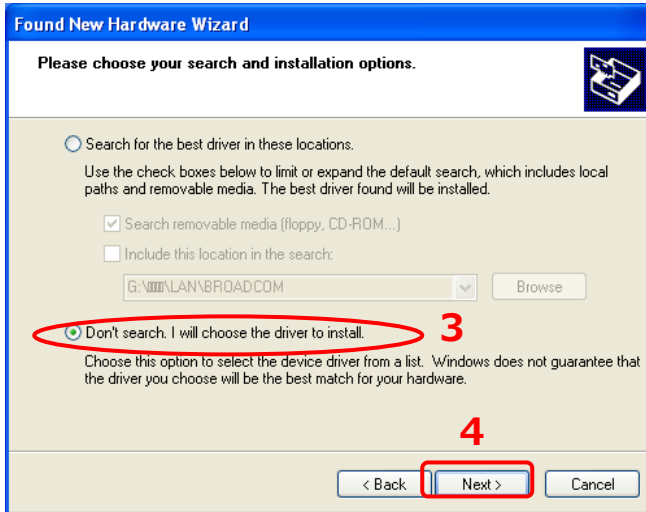 Found New Hardware Wizard
Please choose your search and installation options.
Search for the best driver in these locations.
Use the check boxes below to limit or expand the default search, which includes local
paths and removable media. The best driver found will be installed.
Search removable media (floppy, CD-ROM...)
Include this location in the search:
\LAN\BROADCOM
Browse
Don't search. I will choose the driver to install.
3
Choose this option to select the device driver from a list. Windows does not guarantee that
the driver you choose will be the best match for your hardware.
4
< Back
Next >
Cancel